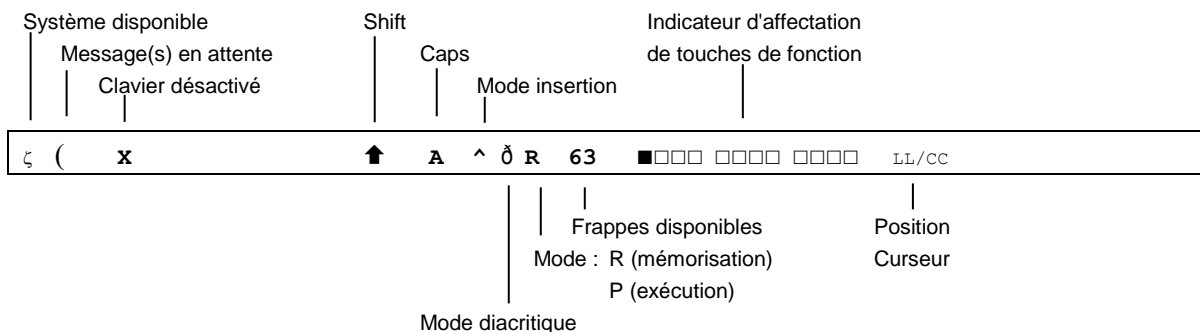 Système disponible Shift Indicateur d'affectation
Message(s) en attente Caps de touches de fonction
Clavier désactivé Mode insertion
ζ ( X ⬆ A ^ ð R 63 ■□□□ □□□□ □□□□ LL/CC
Frappes disponibles Position
Mode : R (mémorisation) Curseur
P (exécution)
Mode diacritique